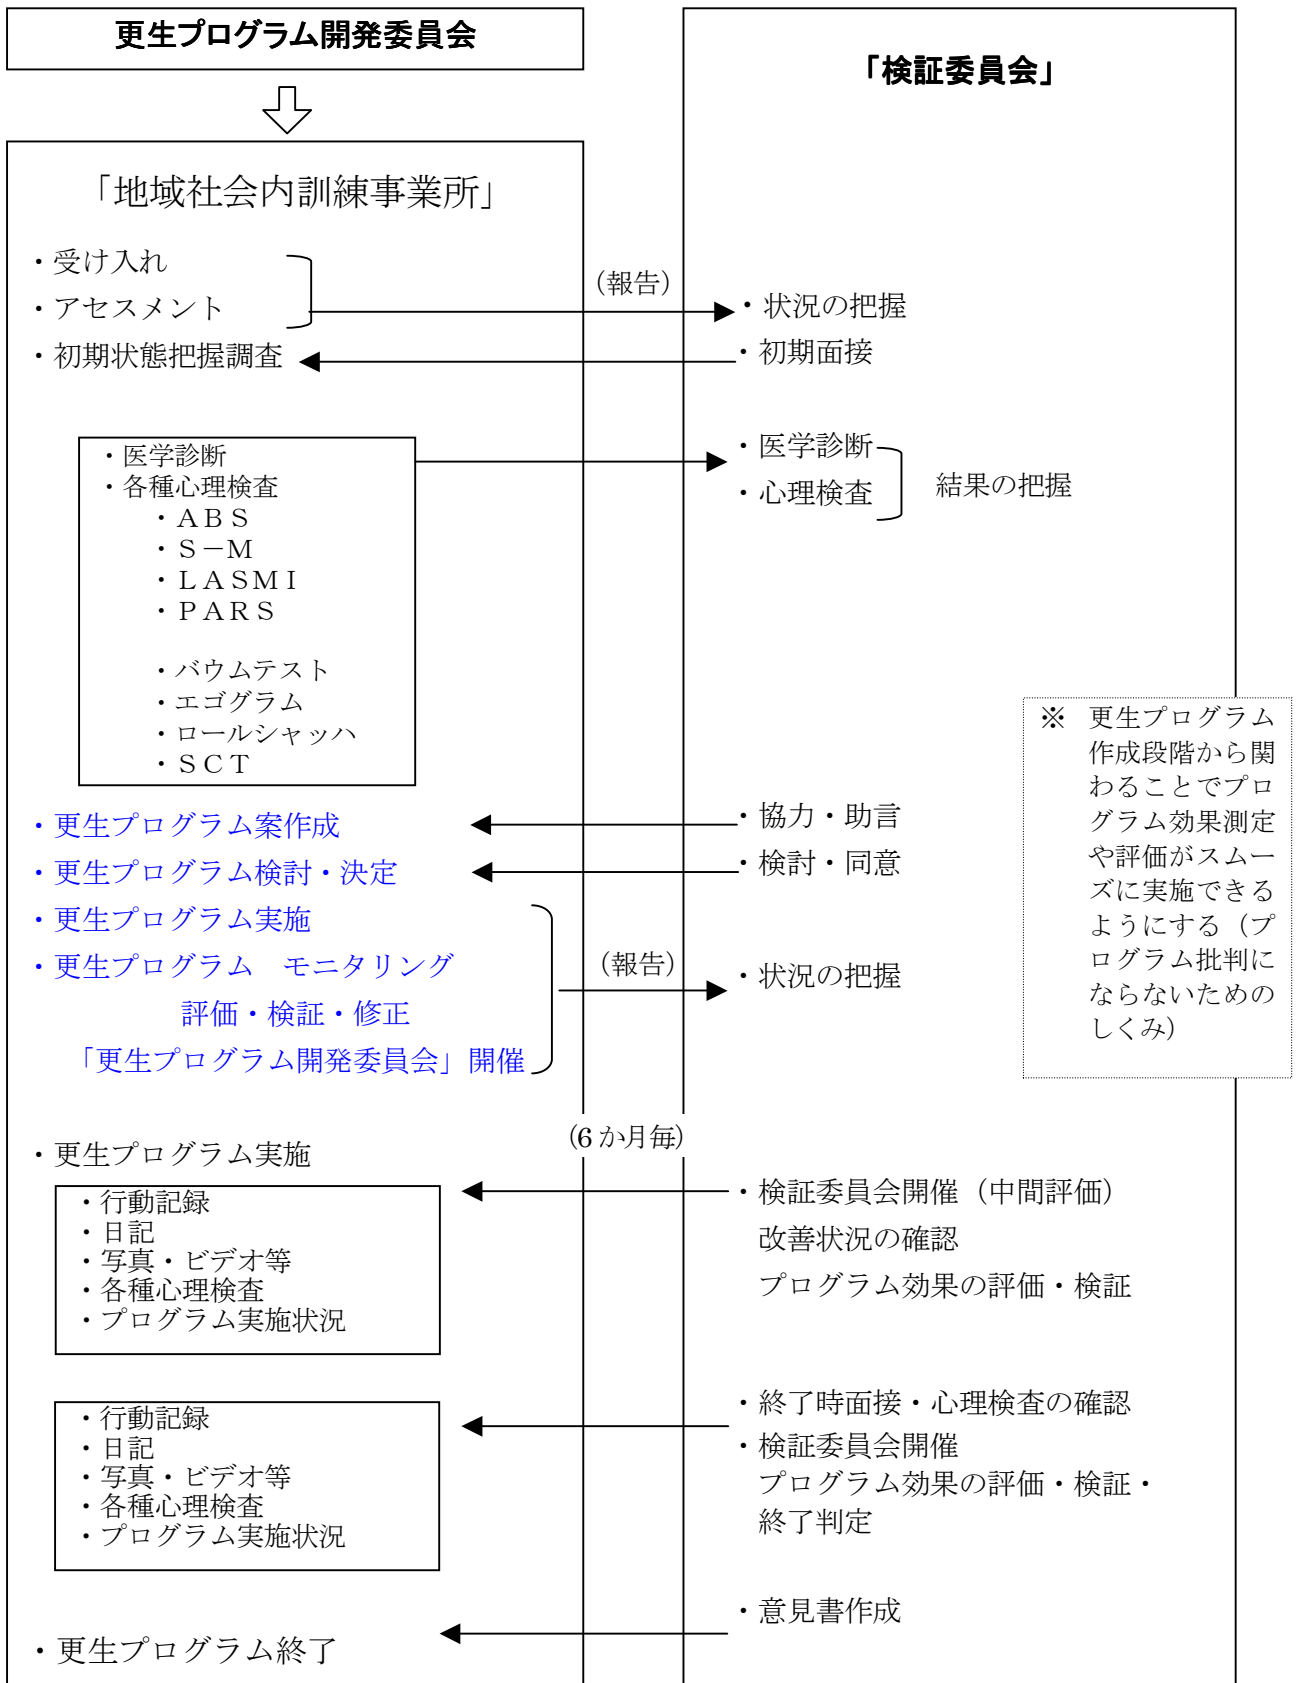 更生プログラム開発委員会
「検証委員会」
「地域社会内訓練事業所」
・受け入れ
・アセスメント
(報告)
・状況の把握
・初期状態把握調査
・初期面接
・医学診断
・各種心理検査
・ＡＢＳ
・Ｓ－Ｍ
・ＬＡＳＭＩ
・ＰＡＲＳ
・バウムテスト
・エゴグラム
・ロールシャッハ
・ＳＣＴ
・医学診断
・心理検査
結果の把握
※　更生プログラム
作成段階から関
わることでプロ
グラム効果測定
や評価がスムー
ズに実施できる
ようにする（プ
ログラム批判に
ならないための
しくみ）
・更生プログラム案作成
・協力・助言
・更生プログラム検討・決定
・検討・同意
・更生プログラム実施
・更生プログラム　モニタリング
評価・検証・修正
「更生プログラム開発委員会」開催
(報告)
・状況の把握
(6 か月毎)
・更生プログラム実施
・行動記録
・日記
・写真・ビデオ等
・各種心理検査
・プログラム実施状況
・検証委員会開催（中間評価）
改善状況の確認
プログラム効果の評価・検証
・行動記録
・日記
・写真・ビデオ等
・各種心理検査
・プログラム実施状況
・終了時面接・心理検査の確認
・検証委員会開催
プログラム効果の評価・検証・
終了判定
・意見書作成
・更生プログラム終了